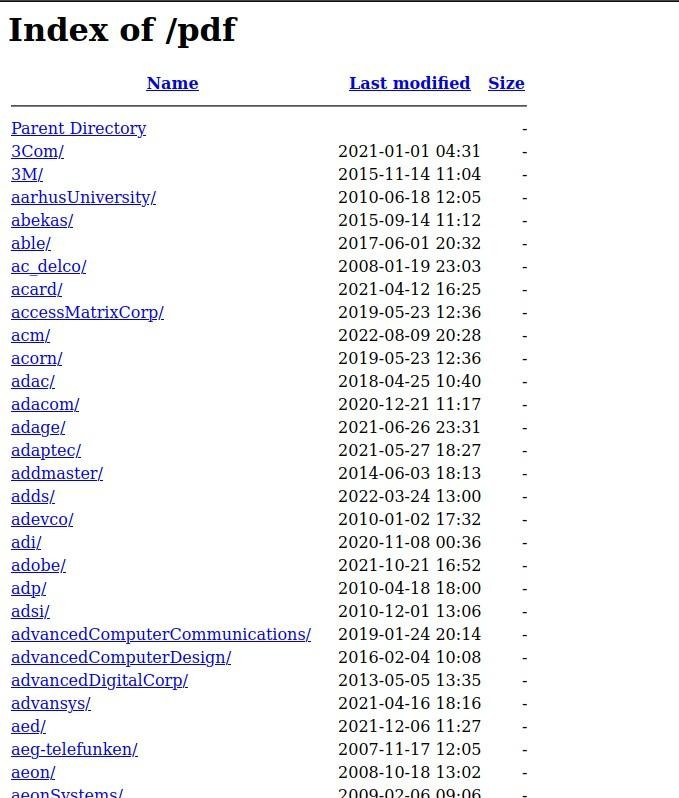 Index of /pdf
Name Last modified Size
Parent Directory -
3Com/ 2021-01-01 04:31 -
3M/ 2015-11-14 11:04 -
aarhusUniversity/ 2010-06-18 12:05 -
abekas/ 2015-09-14 11:12 -
able/ 2017-06-01 20:32 -
ac_delco/ 2008-01-19 23:03 -
acard/ 2021-04-12 16:25 -
accessMatrixCorp/ 2019-05-23 12:36 -
acm/ 2022-08-09 20:28 -
acorn/ 2019-05-23 12:36 -
adac/ 2018-04-25 10:40 -
adacom/ 2020-12-21 11:17 -
adage/ 2021-06-26 23:31 -
adaptec/ 2021-05-27 18:27 -
addmaster/ 2014-06-03 18:13 -
adds/ 2022-03-24 13:00 -
adevco/ 2010-01-02 17:32 -
adi/ 2020-11-08 00:36 -
adobe/ 2021-10-21 16:52 -
adp/ 2010-04-18 18:00 -
adsi/ 2010-12-01 13:06 -
advancedComputerCommunications/ 2019-01-24 20:14 -
advancedComputerDesign/ 2016-02-04 10:08 -
advancedDigitalCorp/ 2013-05-05 13:35 -
advansys/ 2021-04-16 18:16 -
aed/ 2021-12-06 11:27 -
aeg-telefunken/ 2007-11-17 12:05 -
aeon/ 2008-10-18 13:02 -
aeonSystems/ 2009-02-06 09:06 -